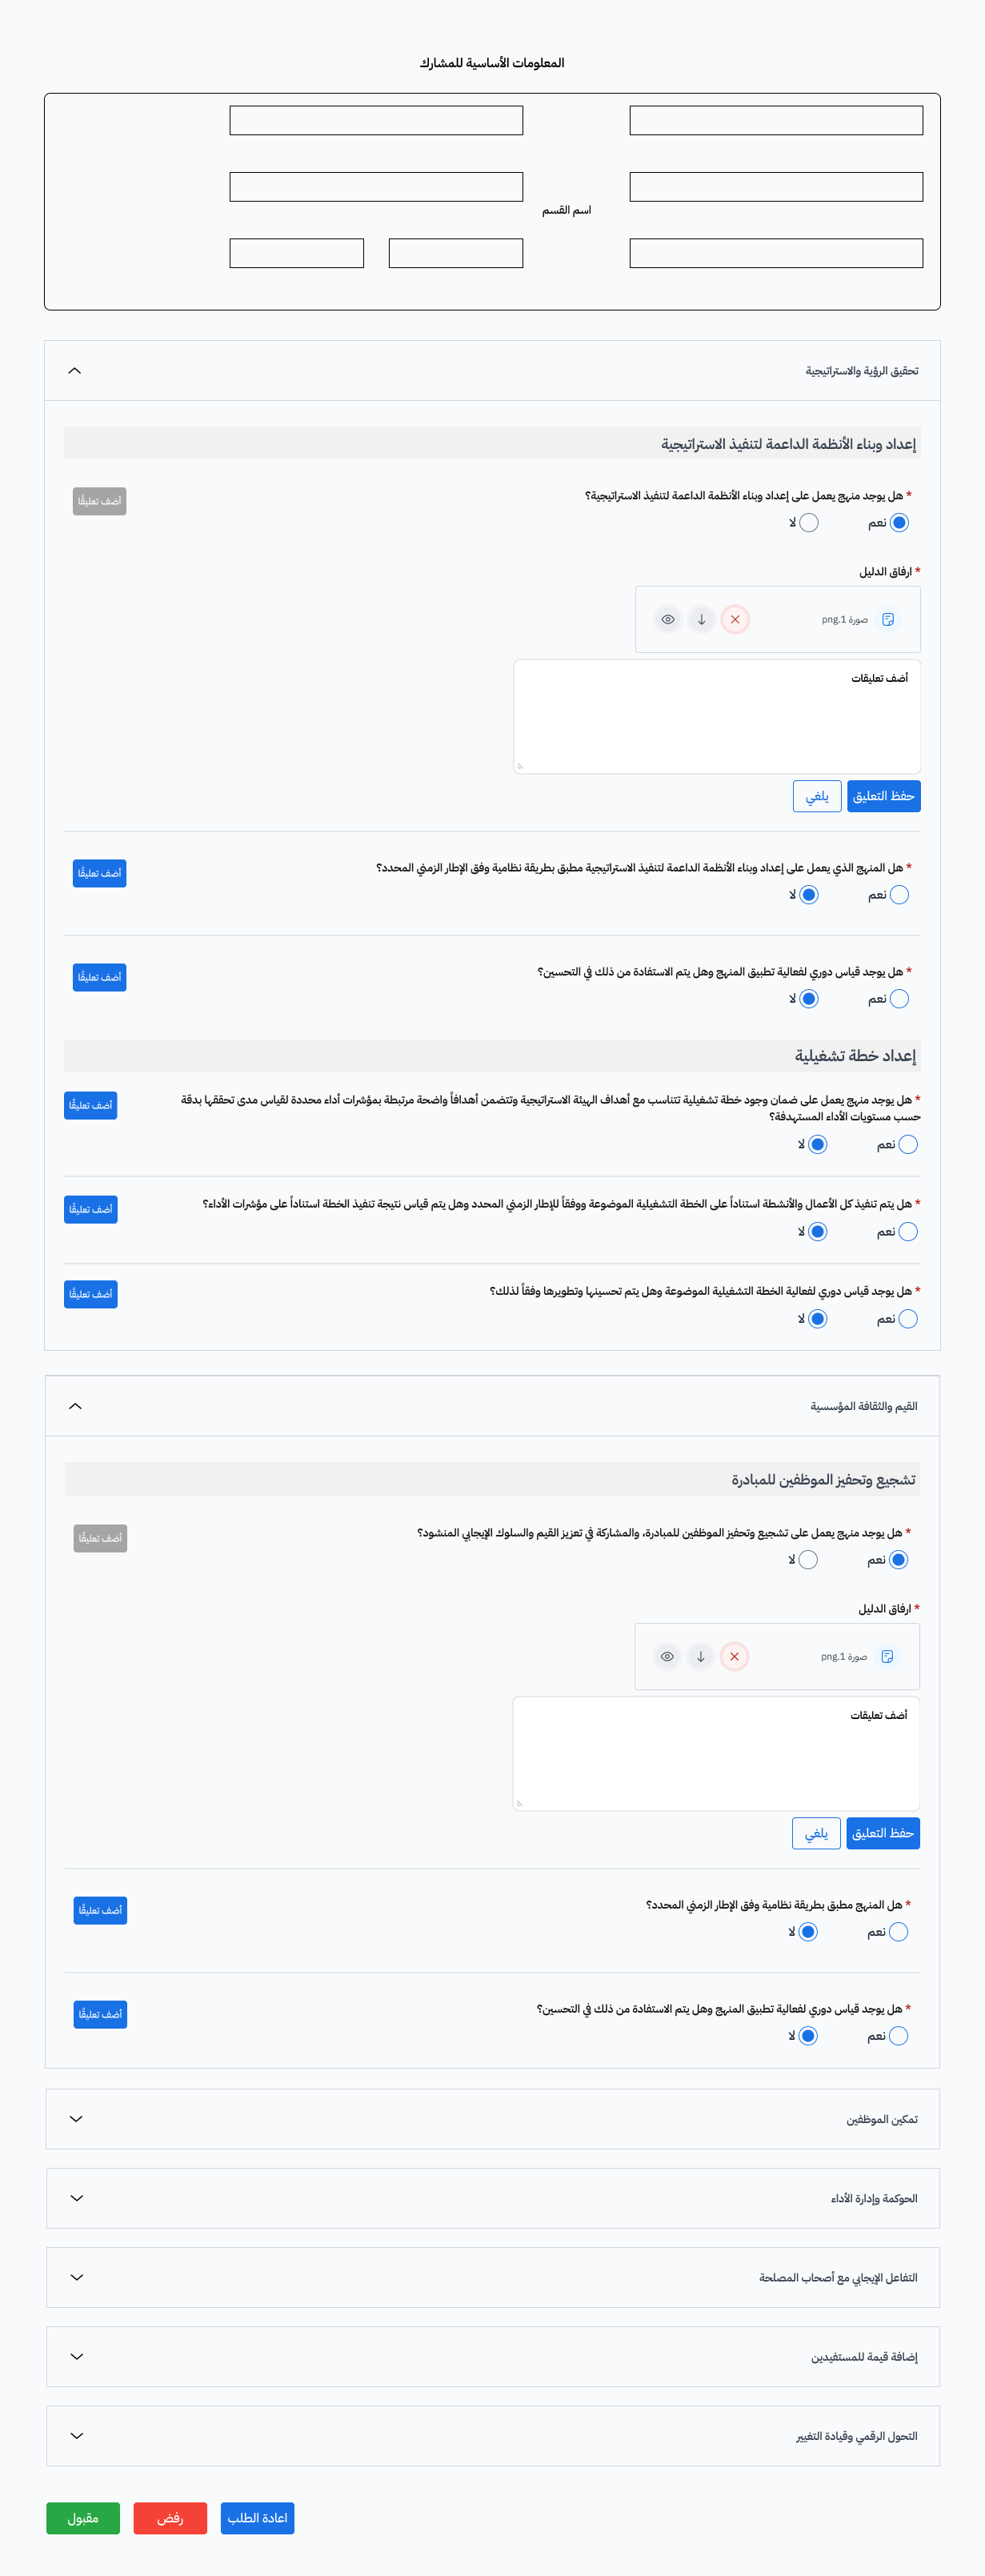 المعلومات الأساسية للمشارك
اسم القسم
تحقيق الرؤية والاستراتيجية
إعداد وبناء الأنظمة الداعمة لتنفيذ الاستراتيجية
* هل يوجد منهج يعمل على إعداد وبناء الأنظمة الداعمة لتنفيذ الاستراتيجية؟
أضف تعليقًا
نعم
لا
* ارفاق الدليل
صورة 1.png
أضف تعليقات
حفظ التعليق
يلغي
* هل المنهج الذي يعمل على إعداد وبناء الأنظمة الداعمة لتنفيذ الاستراتيجية مطبق بطريقة نظامية وفق الإطار الزمني المحدد؟
أضف تعليقًا
نعم
لا
* هل يوجد قياس دوري لفعالية تطبيق المنهج وهل يتم الاستفادة من ذلك في التحسين؟
أضف تعليقًا
نعم
لا
إعداد خطة تشغيلية
* هل يوجد منهج يعمل على ضمان وجود خطة تشغيلية تتناسب مع أهداف الهيئة الاستراتيجية وتتضمن أهدافاً واضحة مرتبطة بمؤشرات أداء محددة لقياس مدى تحققها بدقة
حسب مستويات الأداء المستهدفة؟
أضف تعليقًا
نعم
لا
* هل يتم تنفيذ كل الأعمال والأنشطة استناداً على الخطة التشغيلية الموضوعة ووفقاً للإطار الزمني المحدد وهل يتم قياس نتيجة تنفيذ الخطة استناداً على مؤشرات الأداء؟
أضف تعليقًا
نعم
لا
* هل يوجد قياس دوري لفعالية الخطة التشغيلية الموضوعة وهل يتم تحسينها وتطويرها وفقاً لذلك؟
أضف تعليقًا
نعم
لا
القيم والثقافة المؤسسية
تشجيع وتحفيز الموظفين للمبادرة
* هل يوجد منهج يعمل على تشجيع وتحفيز الموظفين للمبادرة، والمشاركة في تعزيز القيم والسلوك الإيجابي المنشود؟
أضف تعليقًا
نعم
لا
* ارفاق الدليل
صورة 1.png
أضف تعليقات
حفظ التعليق
يلغي
* هل المنهج مطبق بطريقة نظامية وفق الإطار الزمني المحدد؟
أضف تعليقًا
نعم
لا
* هل يوجد قياس دوري لفعالية تطبيق المنهج وهل يتم الاستفادة من ذلك في التحسين؟
أضف تعليقًا
نعم
لا
تمكين الموظفين
الحوكمة وإدارة الأداء
التفاعل الإيجابي مع أصحاب المصلحة
إضافة قيمة للمستفيدين
التحول الرقمي وقيادة التغيير
اعادة الطلب
رفض
مقبول